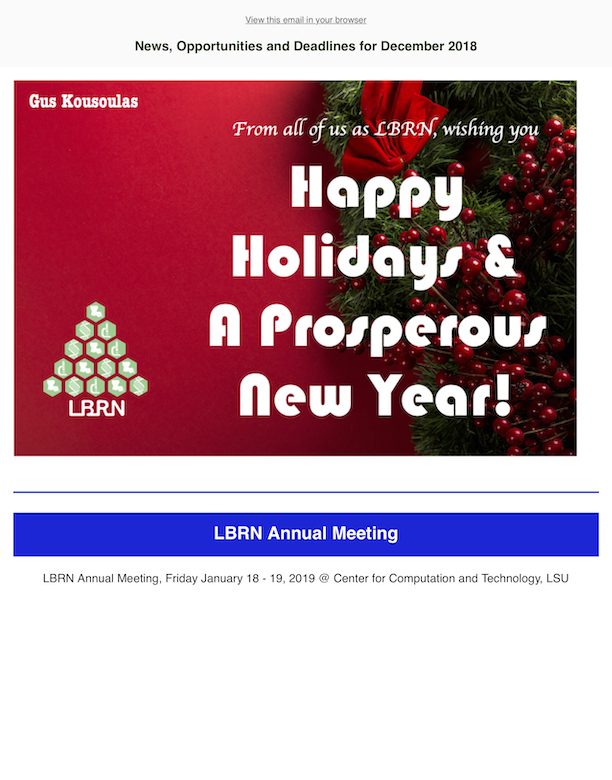 View this email in your browser
News, Opportunities and Deadlines for December 2018
Gus Kousoulas
From all of us as LBRN, wishing you
Happy
Holidays &
A Prosperous
New Year!
LBRN
LBRN Annual Meeting
LBRN Annual Meeting, Friday January 18 - 19, 2019 @ Center for Computation and Technology, LSU